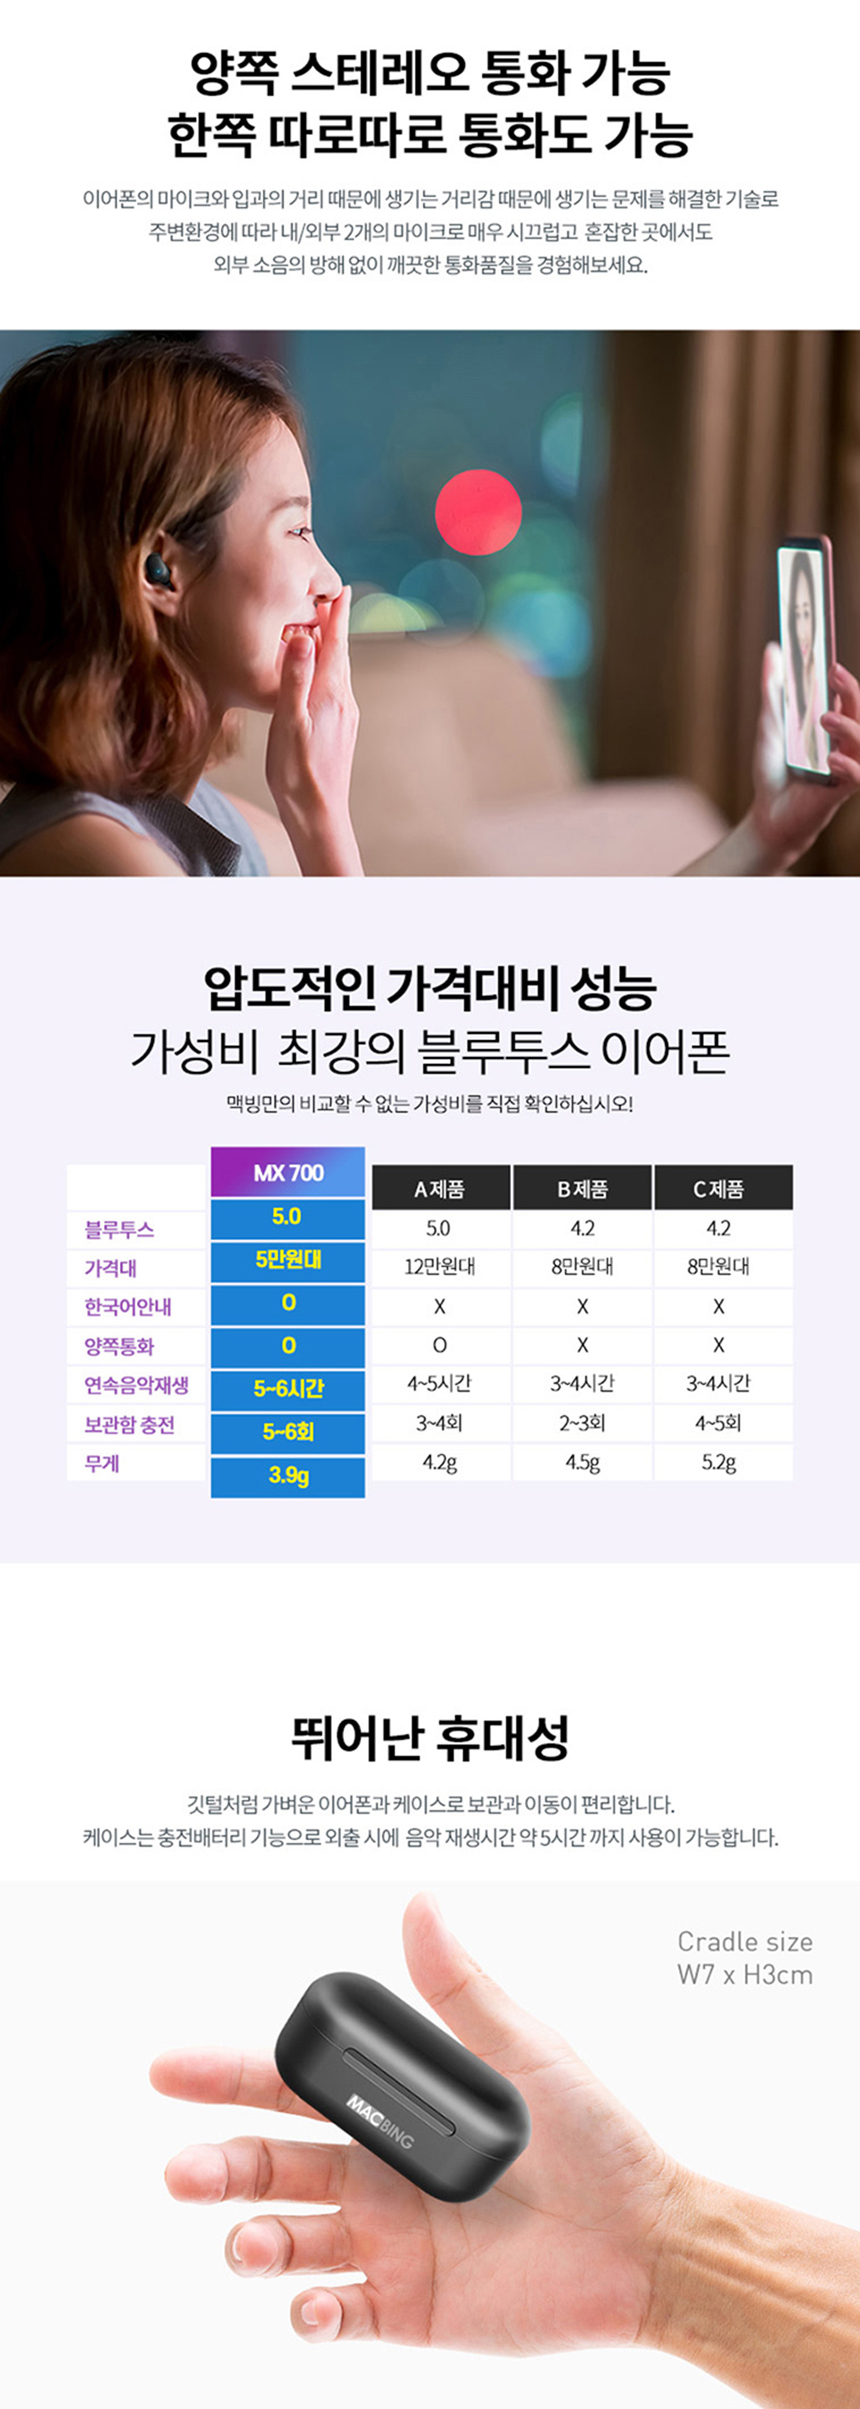 양쪽 스테레오 통화 가능
한쪽 따로따로 통화도 가능
이어폰의 마이크와 입과의 거리 때문에 생기는 거리감 때문에 생기는 문제를 해결한 기술로
주변환경에 따라 내/외부 2개의 마이크로 매우 시끄럽고 혼잡한 곳에서도
외부 소음의 방해 없이 깨끗한 통화품질을 경험해보세요.
압도적인 가격대비 성능
가성비 최강의 블루투스 이어폰
맥빙만의 비교할 수 없는 가성비를 직접 확인하십시오!
MX 700 A 제품 B 제품 C 제품
블루투스 5.0 5.0 4.2 4.2
가격대 5만원대 12만원대 8만원대 8만원대
한국어안내 O X X X
양쪽통화 O O X X
연속음악재생 5~6시간 4~5시간 3~4시간 3~4시간
보관함 충전 5~6회 3~4회 2~3회 4~5회
무게 3.9g 4.2g 4.5g 5.2g
뛰어난 휴대성
깃털처럼 가벼운 이어폰과 케이스로 보관과 이동이 편리합니다.
케이스는 충전배터리 기능으로 외출 시에 음악 재생시간 약 5시간 까지 사용이 가능합니다.
Cradle size
W7 x H3cm
MACBING